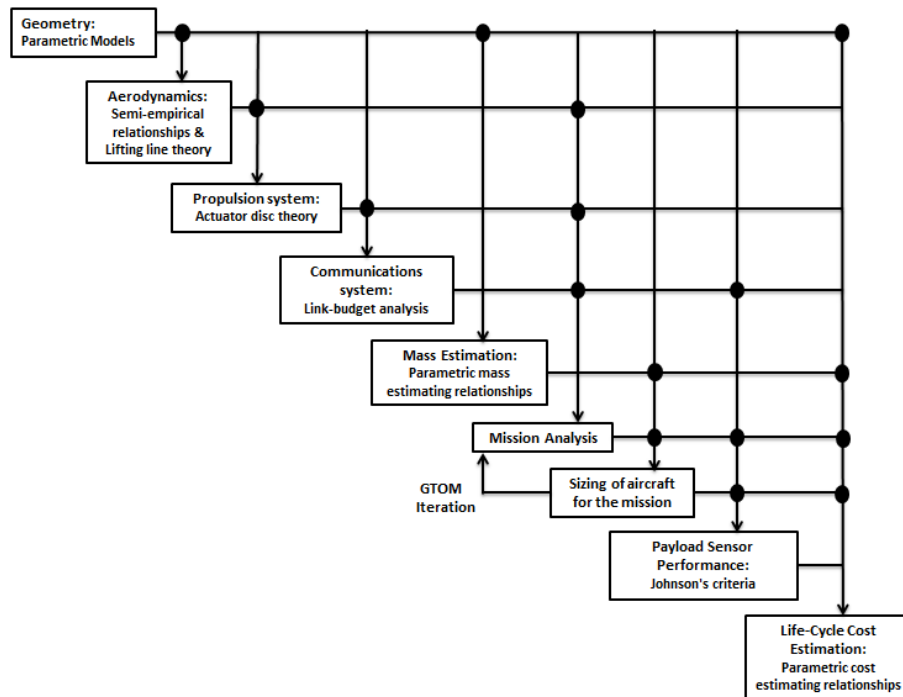 Geometry:
Parametric Models
Aerodynamics:
Semi-empirical
relationships &
Lifting line theory
Propulsion system:
Actuator disc theory
Communications
system:
Link-budget analysis
Mass Estimation:
Parametric mass
estimating relationships
Mission Analysis
GTOM
Iteration
Sizing of aircraft
for the mission
Payload Sensor
Performance:
Johnson's criteria
Life-Cycle Cost
Estimation:
Parametric cost
estimating relationships